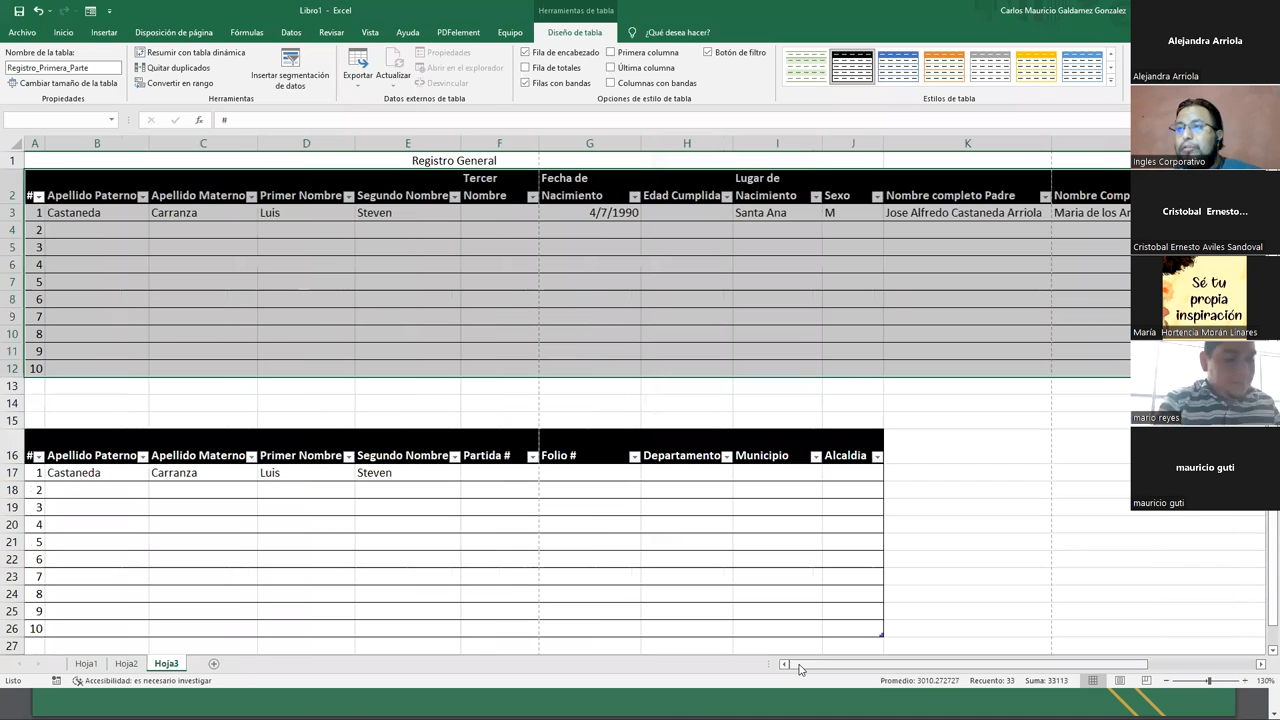 Libro1 - Excel
Herramientas de tabla
Carlos Mauricio Galdamez Gonzalez
Archivo Inicio Insertar Disposición de página Fórmulas Datos Revisar Vista Ayuda PDFelement Equipo Diseño de tabla ¿Qué desea hacer?
Nombre de la tabla:
Registro_Primera_Parte
Cambiar tamaño de la tabla
Propiedades
Resumir con tabla dinámica
Quitar duplicados
Convertir en rango
Herramientas
Insertar segmentación
de datos
Exportar Actualizar
Propiedades
Abrir en el explorador
Desvincular
Datos externos de tabla
Fila de encabezado Primera columna Botón de filtro
Fila de totales Última columna
Filas con bandas Columnas con bandas
Opciones de estilo de tabla
Estilos de tabla
fx #
A B C D E F G H I J K
1 Registro General
2 # Apellido Paterno Apellido Materno Primer Nombre Segundo Nombre Tercer Nombre Fecha de Nacimiento Edad Cumplida Lugar de Nacimiento Sexo Nombre completo Padre Nombre Comp
3 1 Castaneda Carranza Luis Steven 4/7/1990 Santa Ana M Jose Alfredo Castaneda Arriola Maria de los Ar
4 2
5 3
6 4
7 5
8 6
9 7
10 8
11 9
12 10
13
14
15
16 # Apellido Paterno Apellido Materno Primer Nombre Segundo Nombre Partida # Folio # Departamento Municipio Alcaldia
17 1 Castaneda Carranza Luis Steven
18 2
19 3
20 4
21 5
22 6
23 7
24 8
25 9
26 10
27
Hoja1 Hoja2 Hoja3
Listo Accesibilidad: es necesario investigar Promedio: 3010.272727 Recuento: 33 Suma: 33113 130%
Alejandra Arriola
Alejandra Arriola
Ingles Corporativo
Cristobal Ernesto...
Cristobal Ernesto Aviles Sandoval
Sé tu
propia
inspiración
María Hortencia Morán Linares
mario reyes
mauricio guti
mauricio guti